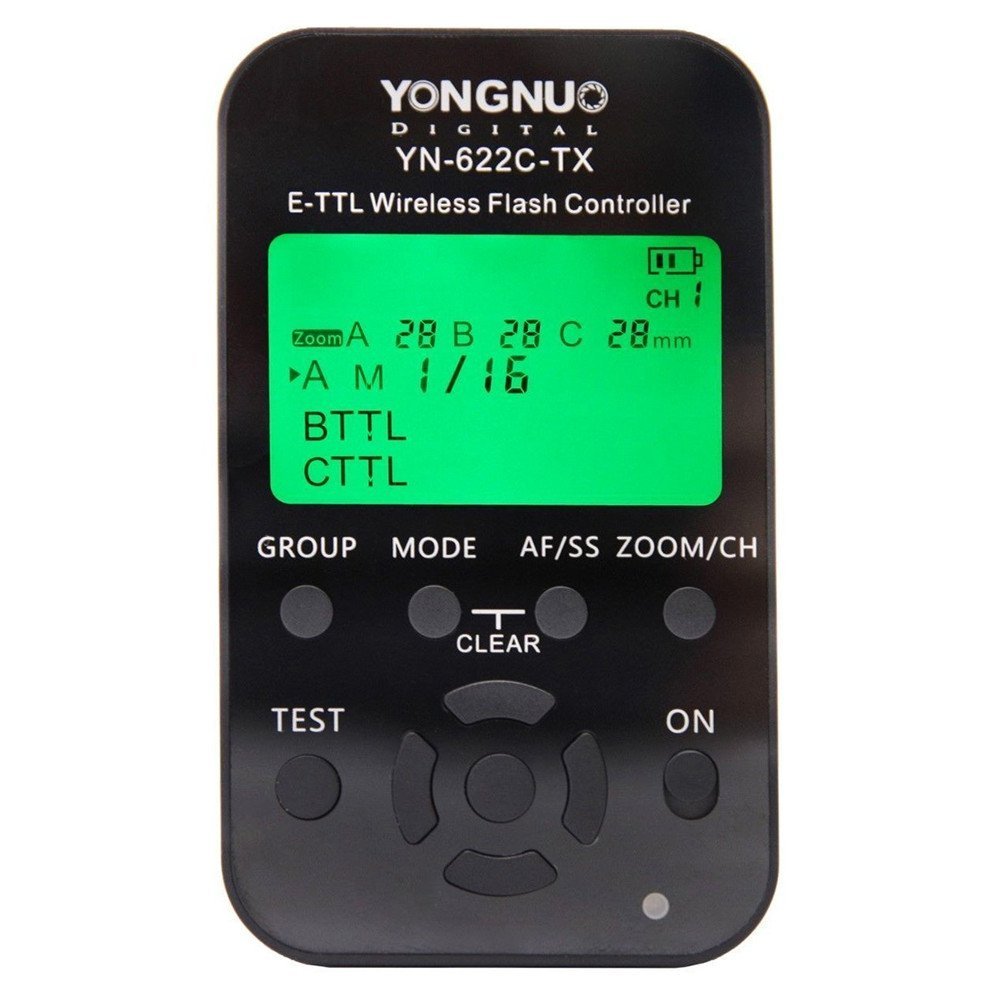 YONGNUO
DIGITAL
YN-622C-TX
E-TTL Wireless Flash Controller
CH 1
Zoom A 28 B 28 C 28mm
A M 1/16
BTTL
CTTL
GROUP MODE AF/SS ZOOM/CH
CLEAR
TEST ON